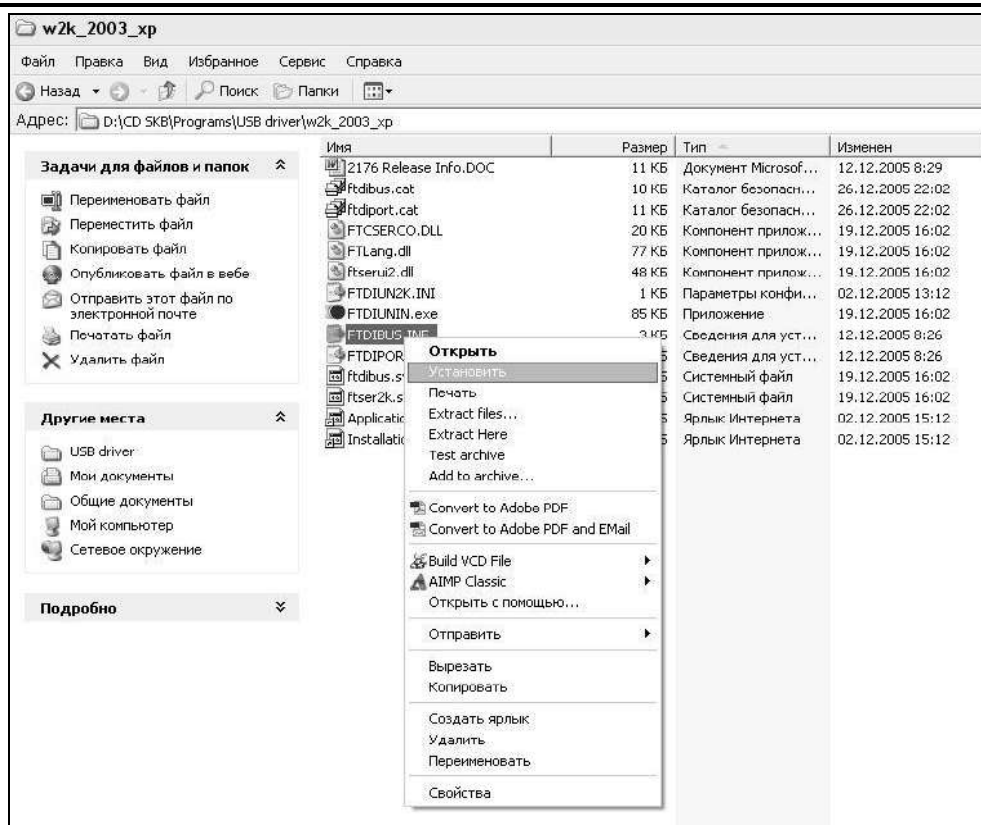 w2k_2003_xp
Файл Правка Вид Избранное Сервис Справка
Назад Поиск Папки
Адрес: D:\CD SKB\Programs\USB driver\w2k_2003_xp
Имя Размер Тип Изменен
2176 Release Info.DOC 11 КБ Документ Microsof... 12.12.2005 8:29
ftdibus.cat 10 КБ Каталог безопасн... 26.12.2005 22:02
ftdiport.cat 11 КБ Каталог безопасн... 26.12.2005 22:02
FTCSERCO.DLL 20 КБ Компонент прилож... 19.12.2005 16:02
FTLang.dll 77 КБ Компонент прилож... 19.12.2005 16:02
ftserui2.dll 48 КБ Компонент прилож... 19.12.2005 16:02
FTDIUN2K.INI 1 КБ Параметры конфи... 02.12.2005 13:12
FTDIUNIN.exe 85 КБ Приложение 19.12.2005 16:02
FTDIBUS.INF 3 КБ Сведения для уст... 12.12.2005 8:26
FTDIPOR Б Сведения для уст... 12.12.2005 8:26
ftdibus.s Б Системный файл 19.12.2005 16:02
ftser2k.s Б Системный файл 19.12.2005 16:02
Applicatio Б Ярлык Интернета 02.12.2005 15:12
Installatio Б Ярлык Интернета 02.12.2005 15:12
Задачи для файлов и папок
Переименовать файл
Переместить файл
Копировать файл
Опубликовать файл в вебе
Отправить этот файл по
электронной почте
Печатать файл
Удалить файл
Другие места
USB driver
Мои документы
Общие документы
Мой компьютер
Сетевое окружение
Подробно
Открыть
Установить
Печать
Extract files...
Extract Here
Test archive
Add to archive...
Convert to Adobe PDF
Convert to Adobe PDF and EMail
Build VCD File
AIMP Classic
Открыть с помощью...
Отправить
Вырезать
Копировать
Создать ярлык
Удалить
Переименовать
Свойства